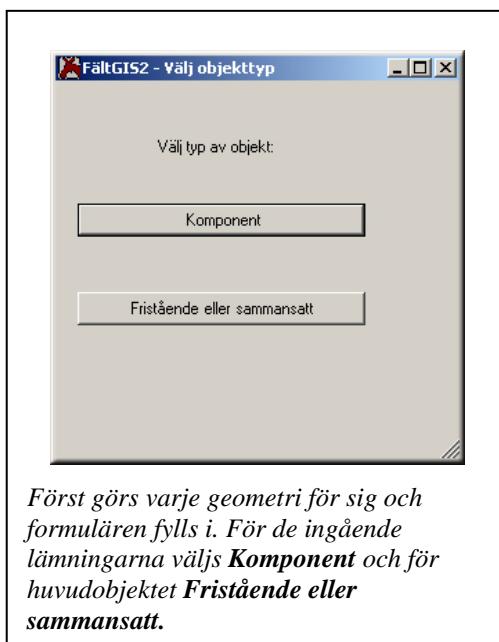 FältGIS2 - Välj objekttyp
Välj typ av objekt:
Komponent
Fristående eller sammansatt
Först görs varje geometri för sig och
formulären fylls i. För de ingående
lämningarna väljs Komponent och för
huvudobjektet Fristående eller
sammansatt.